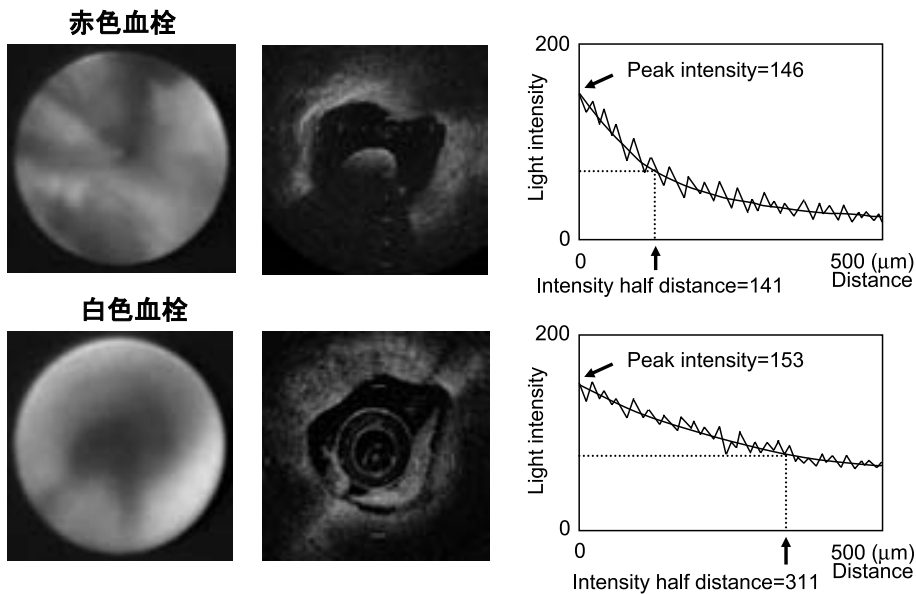 赤色血栓
200
Peak intensity=146
Light intensity
0
0
500 (μm)
Distance
Intensity half distance=141
白色血栓
200
Peak intensity=153
Light intensity
0
0
500 (μm)
Distance
Intensity half distance=311